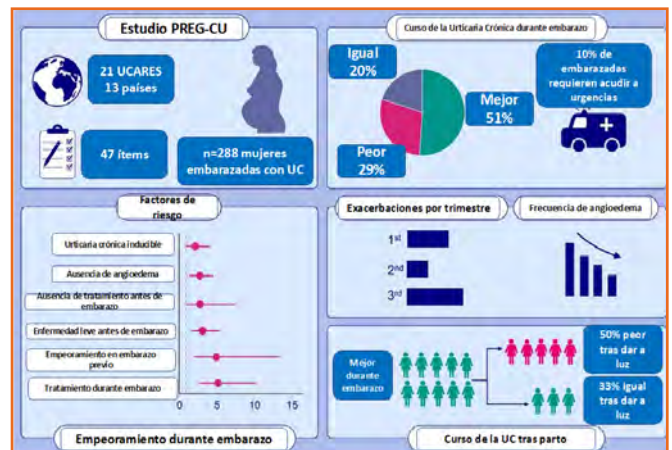 Estudio PREG-CU
21 UCARES
13 países
47 ítems
n=288 mujeres
embarazadas con UC
Curso de la Urticaria Crónica durante embarazo
Igual
20%
Mejor
51%
Peor
29%
10% de
embarazadas
requieren acudir a
urgencias
Factores de
riesgo
Urticaria crónica inducible
Ausencia de angioedema
Ausencia de tratamiento antes de
embarazo
Enfermedad leve antes de embarazo
Empeoramiento en embarazo
previo
Tratamiento durante embarazo
0 5 10 15
Empeoramiento durante embarazo
Exacerbaciones por trimestre
1st
2nd
3rd
Frecuencia de angioedema
Mejor
durante
embarazo
50% peor
tras dar a
luz
33% igual
tras dar a
luz
Curso de la UC tras parto